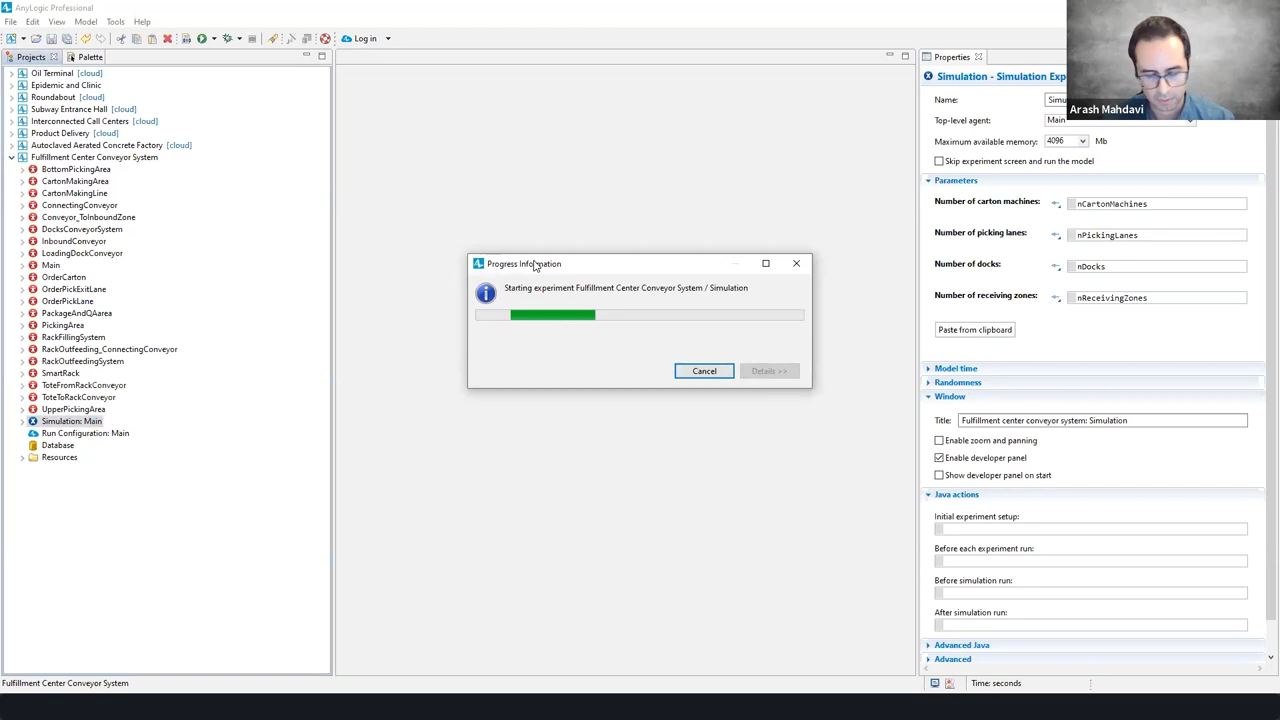 AnyLogic Professional
File Edit View Model Tools Help
Log in
Projects Palette
Oil Terminal [cloud]
Epidemic and Clinic
Roundabout [cloud]
Subway Entrance Hall [cloud]
Interconnected Call Centers [cloud]
Product Delivery [cloud]
Autoclaved Aerated Concrete Factory [cloud]
Fulfillment Center Conveyor System
BottomPickingArea
CartonMakingArea
CartonMakingLine
ConnectingConveyor
Conveyor_ToInboundZone
DocksConveyorSystem
InboundConveyor
LoadingDockConveyor
Main
OrderCarton
OrderPickExitLane
OrderPickLane
PackageAndQAarea
PickingArea
RackFillingSystem
RackOutfeeding_ConnectingConveyor
RackOutfeedingSystem
SmartRack
ToteFromRackConveyor
ToteToRackConveyor
UpperPickingArea
Simulation: Main
Run Configuration: Main
Database
Resources
Fulfillment Center Conveyor System
Progress Information
Starting experiment Fulfillment Center Conveyor System / Simulation
Cancel Details >>
Properties
Simulation - Simulation Exp
Arash Mahdavi
Name: Simu
Top-level agent: Main
Maximum available memory: 4096 Mb
Skip experiment screen and run the model
Parameters
Number of carton machines: nCartonMachines
Number of picking lanes: nPickingLanes
Number of docks: nDocks
Number of receiving zones: nReceivingZones
Paste from clipboard
Model time
Randomness
Window
Title: Fulfillment center conveyor system: Simulation
Enable zoom and panning
Enable developer panel
Show developer panel on start
Java actions
Initial experiment setup:
Before each experiment run:
Before simulation run:
After simulation run:
Advanced Java
Advanced
Time: seconds